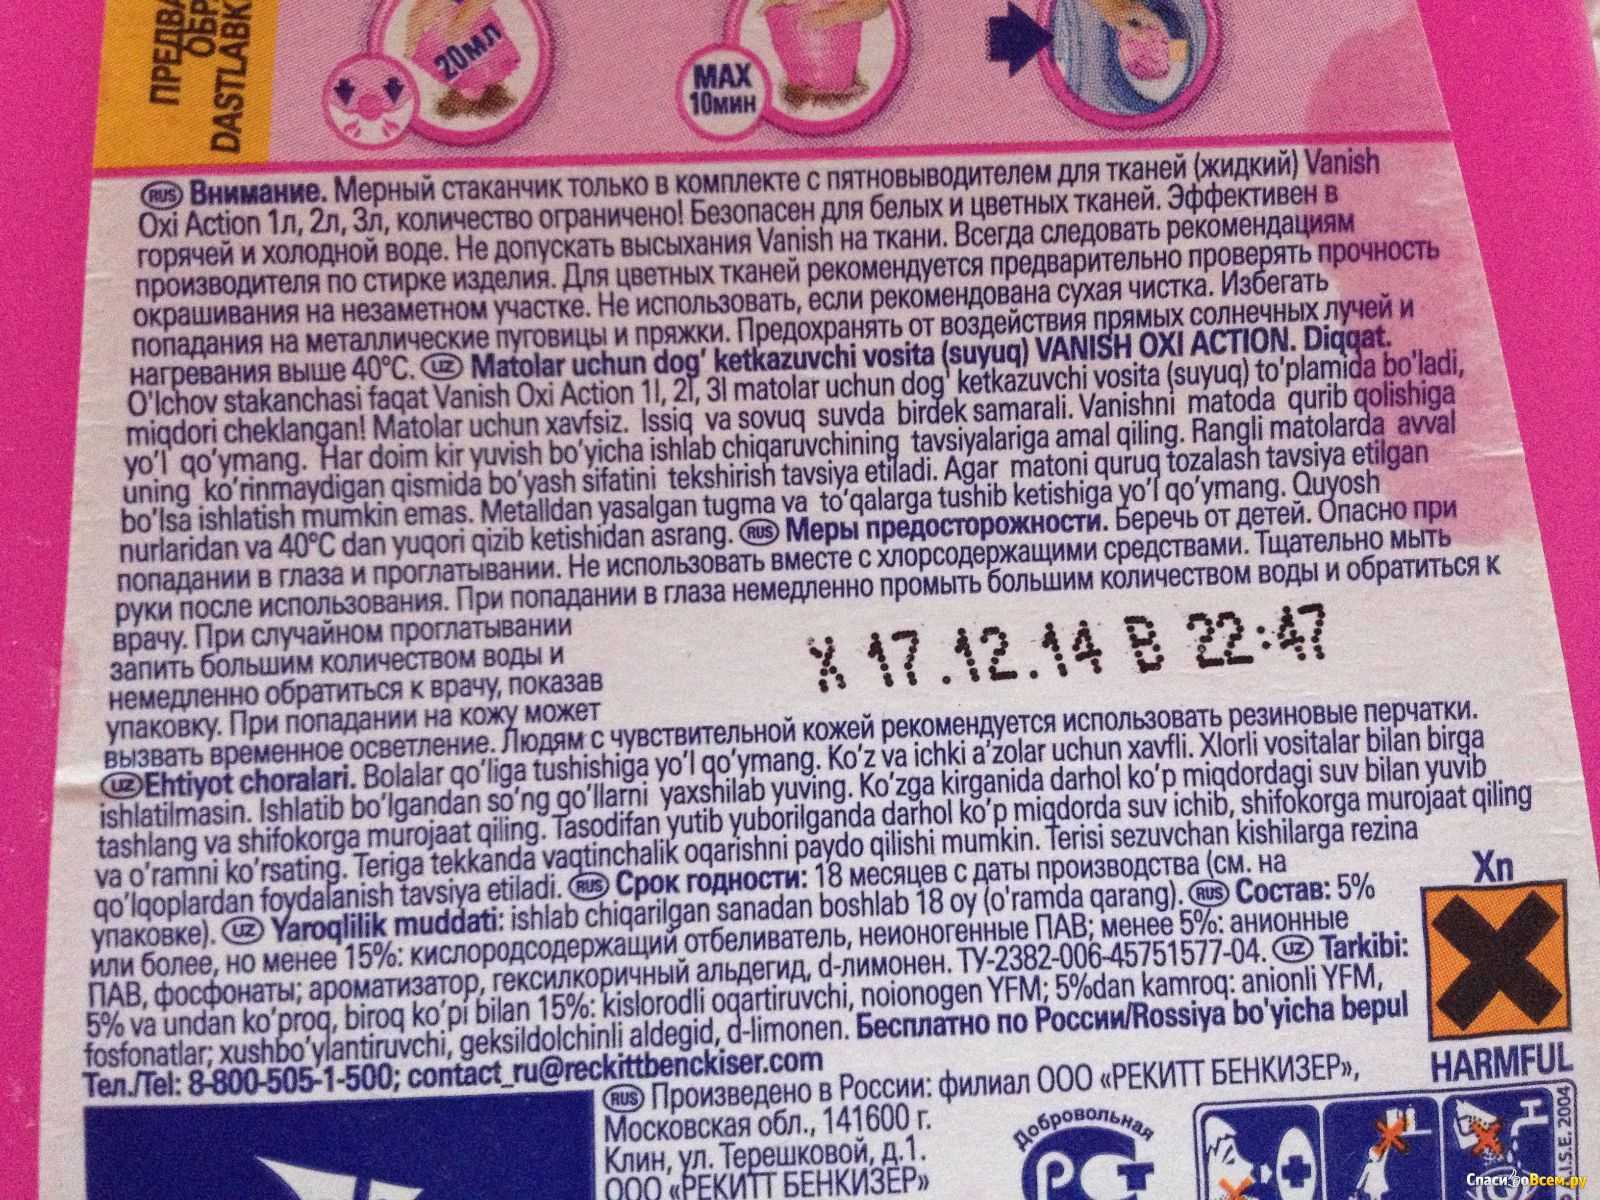 ПРЕДВА
ОБР
DASTLABK
20мл
MAX
10мин
RUS Внимание. Мерный стаканчик только в комплекте с пятновыводителем для тканей (жидкий) Vanish
Oxi Action 1л, 2л, 3л, количество ограничено! Безопасен для белых и цветных тканей. Эффективен в
горячей и холодной воде. Не допускать высыхания Vanish на ткани. Всегда следовать рекомендациям
производителя по стирке изделия. Для цветных тканей рекомендуется предварительно проверять прочность
окрашивания на незаметном участке. Не использовать, если рекомендована сухая чистка. Избегать
попадания на металлические пуговицы и пряжки. Предохранять от воздействия прямых солнечных лучей и
нагревания выше 40°C. UZ Matolar uchun dog' ketkazuvchi vosita (suyuq) VANISH OXI ACTION. Diqqat.
O'lchov stakanchasi faqat Vanish Oxi Action 1l, 2l, 3l matolar uchun dog' ketkazuvchi vosita (suyuq) to'plamida bo'ladi,
miqdori cheklangan! Matolar uchun xavfsiz. Issiq va sovuq suvda birdek samarali. Vanishni matoda qurib qolishiga
yo'l qo'ymang. Har doim kir yuvish bo'yicha ishlab chiqaruvchining tavsiyalariga amal qiling. Rangli matolarda avval
uning ko'rinmaydigan qismida bo'yash sifatini tekshirish tavsiya etiladi. Agar matoni quruq tozalash tavsiya etilgan
bo'lsa ishlatish mumkin emas. Metalldan yasalgan tugma va to'qalarga tushib ketishiga yo'l qo'ymang. Quyosh
nurlaridan va 40°C dan yuqori qizib ketishidan asrang. RUS Меры предосторожности. Беречь от детей. Опасно при
попадании в глаза и проглатывании. Не использовать вместе с хлорсодержащими средствами. Тщательно мыть
руки после использования. При попадании в глаза немедленно промыть большим количеством воды и обратиться к
врачу. При случайном проглатывании
запить большим количеством воды и
немедленно обратиться к врачу, показав
упаковку. При попадании на кожу может
X 17.12.14 B 22:47
вызвать временное осветление. Людям с чувствительной кожей рекомендуется использовать резиновые перчатки.
UZ Ehtiyot choralari. Bolalar qo'liga tushishiga yo'l qo'ymang. Ko'z va ichki a'zolar uchun xavfli. Xlorli vositalar bilan birga
ishlatilmasin. Ishlatib bo'lgandan so'ng qo'llarni yaxshilab yuving. Ko'zga kirganida darhol ko'p miqdordagi suv bilan yuvib
tashlang va shifokorga murojaat qiling. Tasodifan yutib yuborilganda darhol ko'p miqdorda suv ichib, shifokorga murojaat qiling
va o'ramni ko'rsating. Teriga tekkanda vaqtinchalik oqarishni paydo qilishi mumkin. Terisi sezuvchan kishilarga rezina
qo'lqoplardan foydalanish tavsiya etiladi. RUS Срок годности: 18 месяцев с даты производства (см. на
упаковке). UZ Yaroqlilik muddati: ishlab chiqarilgan sanadan boshlab 18 oy (o'ramda qarang). RUS Состав: 5%
или более, но менее 15%: кислородсодержащий отбеливатель, неионогенные ПАВ; менее 5%: анионные
ПАВ, фосфонаты; ароматизатор, гексилкоричный альдегид, d-лимонен. ТУ-2382-006-45751577-04. UZ Tarkibi:
5% va undan ko'proq, biroq ko'pi bilan 15%: kislorodli oqartiruvchi, noionogen YFM; 5%dan kamroq: anionli YFM,
fosfonatlar; xushbo'ylantiruvchi, geksildolchinli aldegid, d-limonen. Бесплатно по России/Rossiya bo'yicha bepul
Тел./Tel: 8-800-505-1-500; contact_ru@reckittbenckiser.com
Xn
HARMFUL
RUS Произведено в России: филиал ООО «РЕКИТТ БЕНКИЗЕР»,
Московская обл., 141600 г.
Клин, ул. Терешковой, д.1.
ООО «РЕКИТТ БЕНКИЗЕР»
Добровольная
РСТ
A.I.S.E. 2004
СпасибоВсем.ру